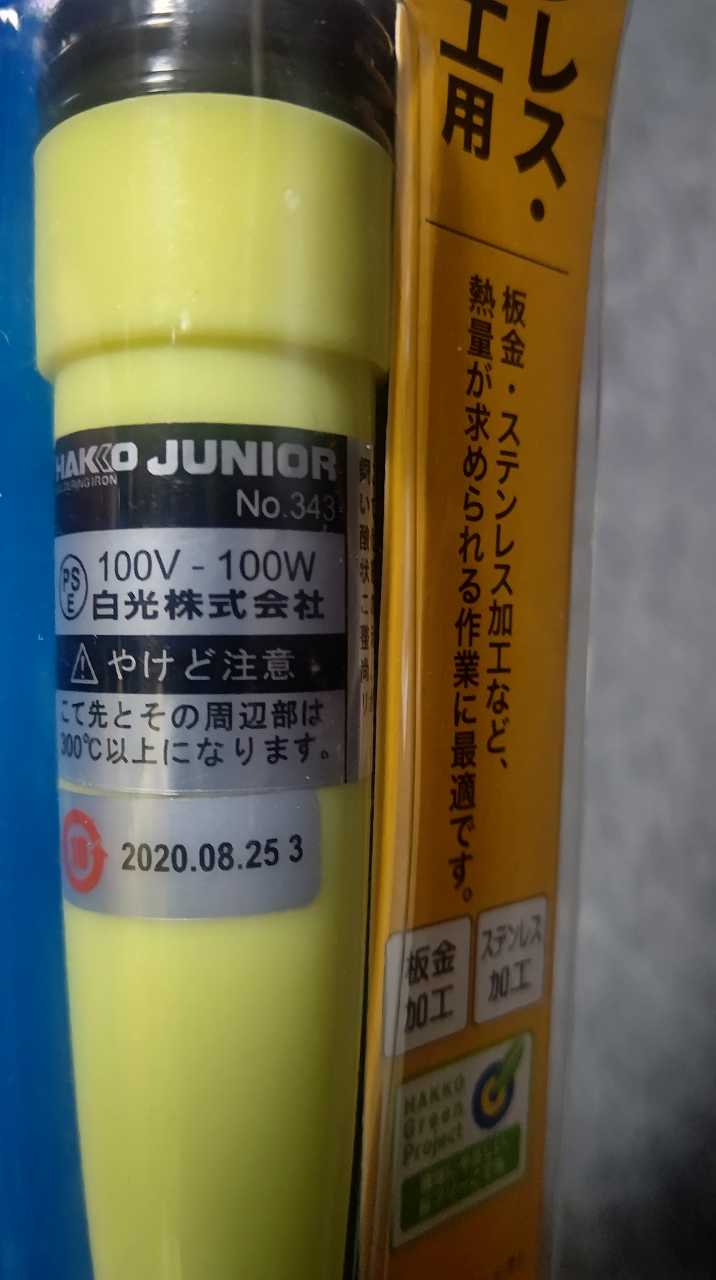 HAKKO JUNIOR
SOLDERING IRON
No.343
PS
E
100V - 100W
白光株式会社
やけど注意
こて先とその周辺部は
300℃以上になります。
2020.08.25 3
レス・
工用
板金・ステンレス加工など、
熱量が求められる作業に最適です。
板金
加工
ステンレス
加工
HAKKO
Green
Project